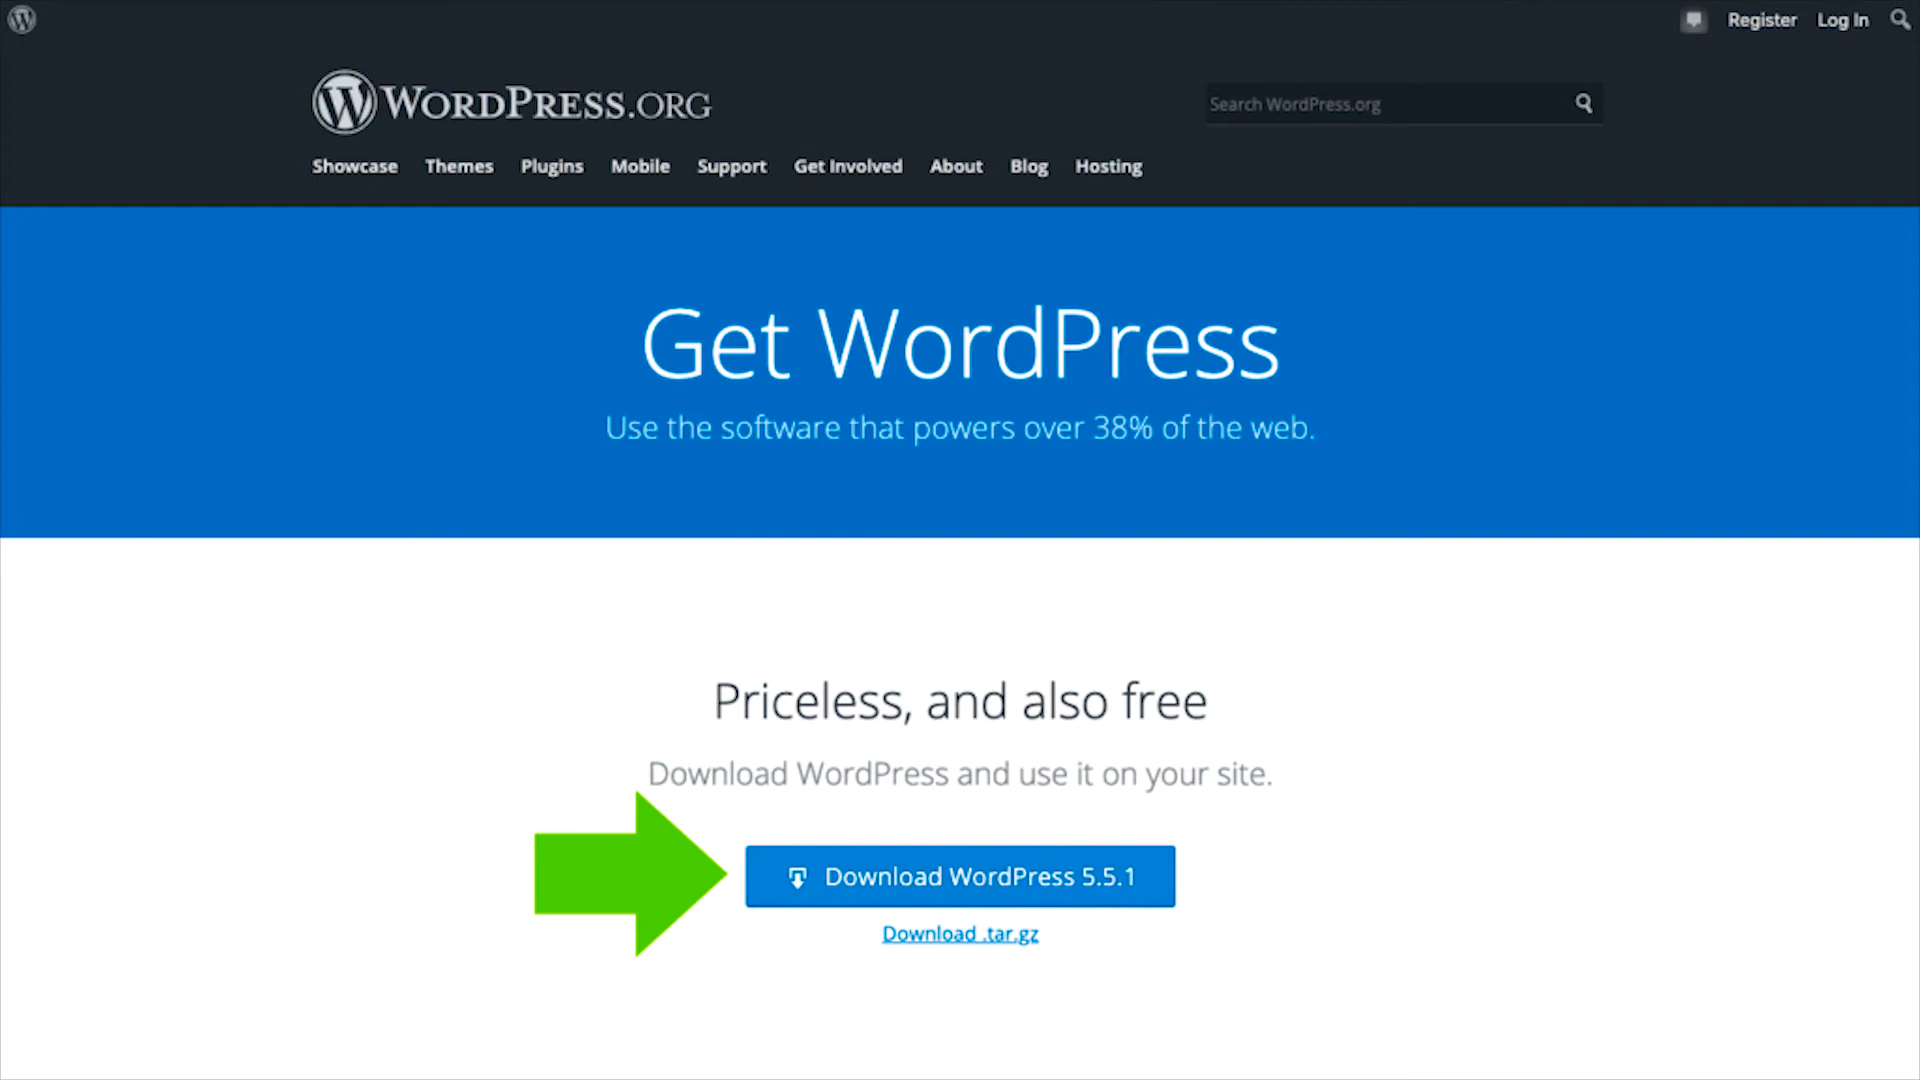 Register Log In
WORDPRESS.ORG
Search WordPress.org
Showcase Themes Plugins Mobile Support Get Involved About Blog Hosting
Get WordPress
Use the software that powers over 38% of the web.
Priceless, and also free
Download WordPress and use it on your site.
Download WordPress 5.5.1
Download .tar.gz